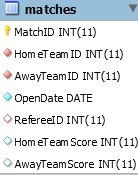 matches
MatchID INT(11)
HomeTeamID INT(11)
AwayTeamID INT(11)
OpenDate DATE
RefereeID INT(11)
HomeTeamScore INT(11)
AwayTeamScore INT(11)